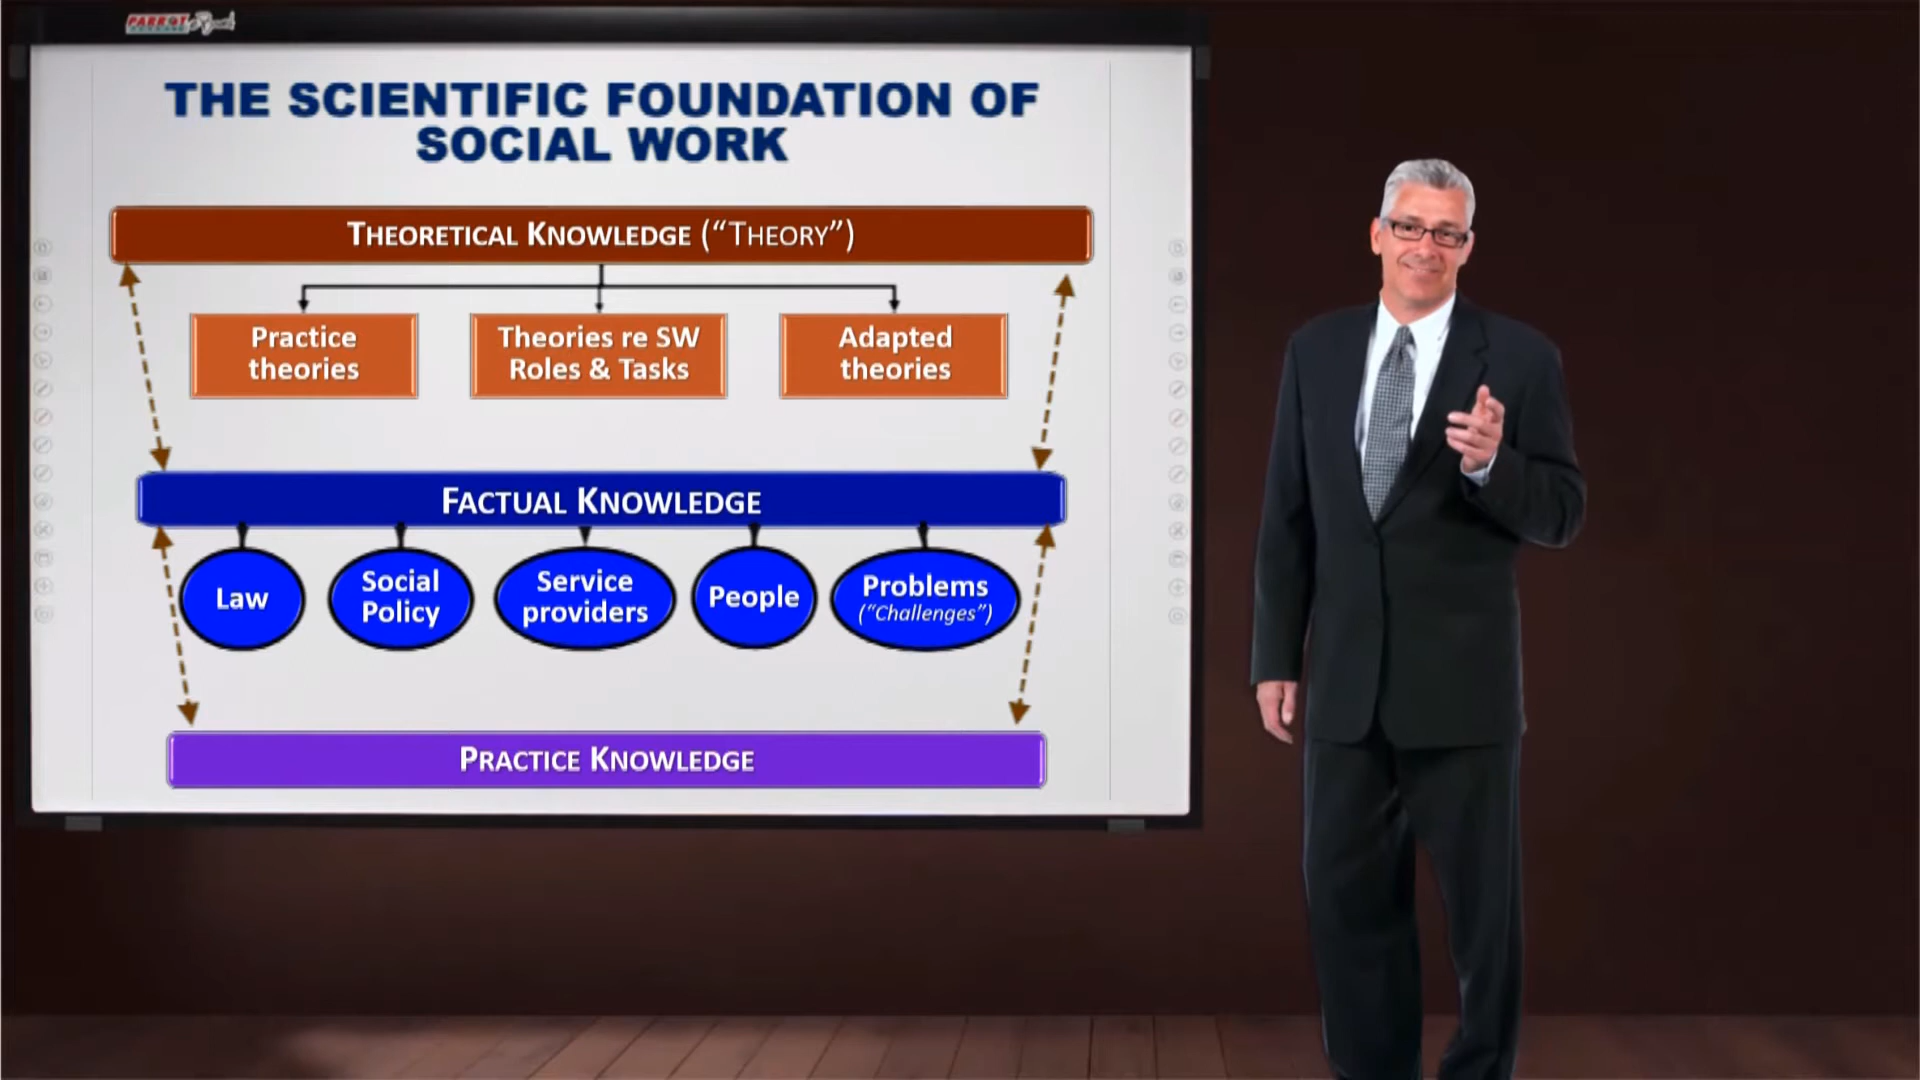 PARROT
THE SCIENTIFIC FOUNDATION OF
SOCIAL WORK
THEORETICAL KNOWLEDGE (“THEORY”)
Practice
theories
Theories re SW
Roles & Tasks
Adapted
theories
FACTUAL KNOWLEDGE
Law
Social
Policy
Service
providers
People
Problems
(“Challenges”)
PRACTICE KNOWLEDGE